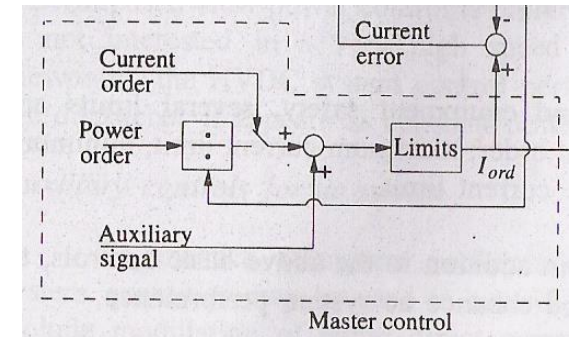 Current
error
Current
order
Power
order
÷
+
+
+
Limits
I_ord
Auxiliary
signal
Master control